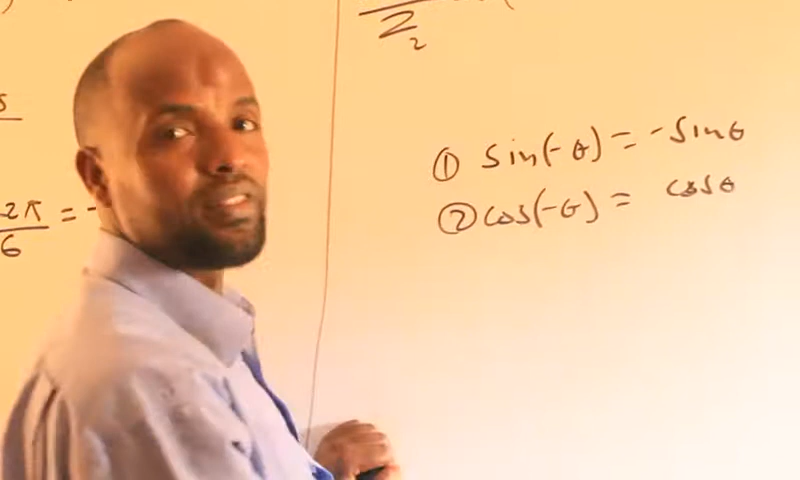 2π
6
= -
2
① sin(-θ) = -sinθ
② cos(-θ) = cosθ